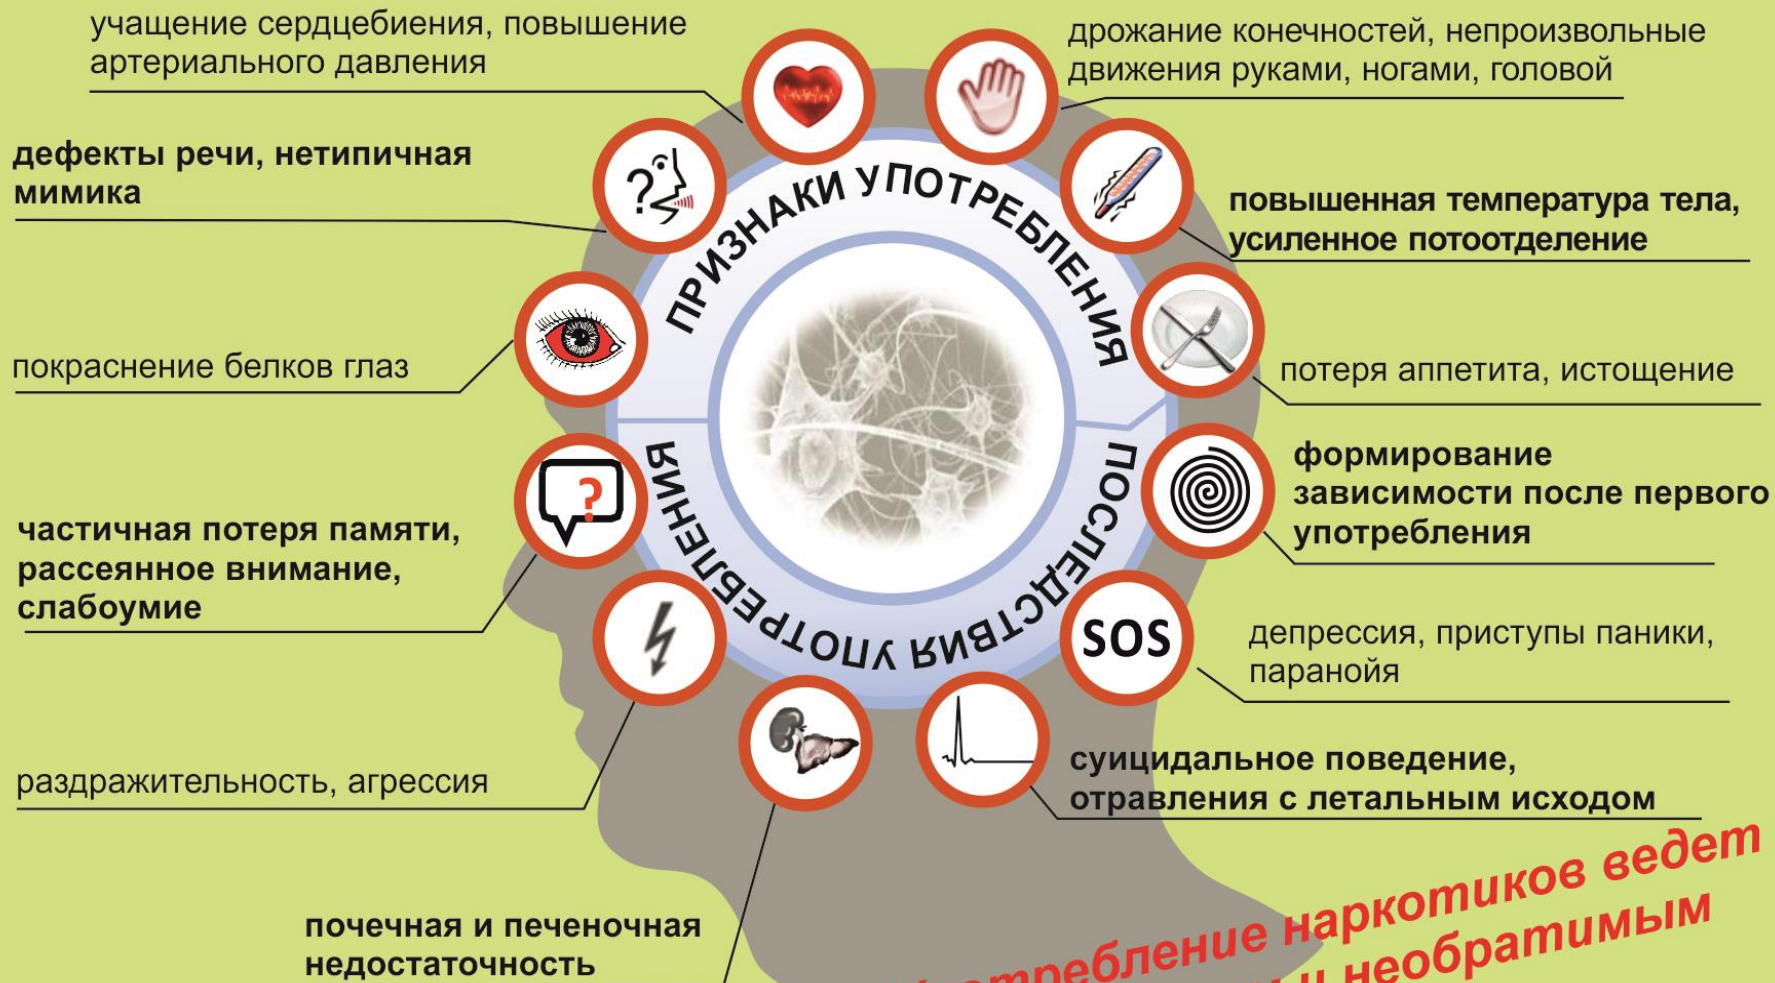 учащение сердцебиения, повышение
артериального давления
дрожание конечностей, непроизвольные
движения руками, ногами, головой
дефекты речи, нетипичная
мимика
повышенная температура тела,
усиленное потоотделение
ПРИЗНАКИ УПОТРЕБЛЕНИЯ
покраснение белков глаз
потеря аппетита, истощение
?
частичная потеря памяти,
рассеянное внимание,
слабоумие
формирование
зависимости после первого
употребления
ПОСЛЕДСТВИЯ УПОТРЕБЛЕНИЯ
SOS
депрессия, приступы паники,
паранойя
раздражительность, агрессия
суицидальное поведение,
отравления с летальным исходом
почечная и печеночная
недостаточность
наркотиков ведет
и необратимым